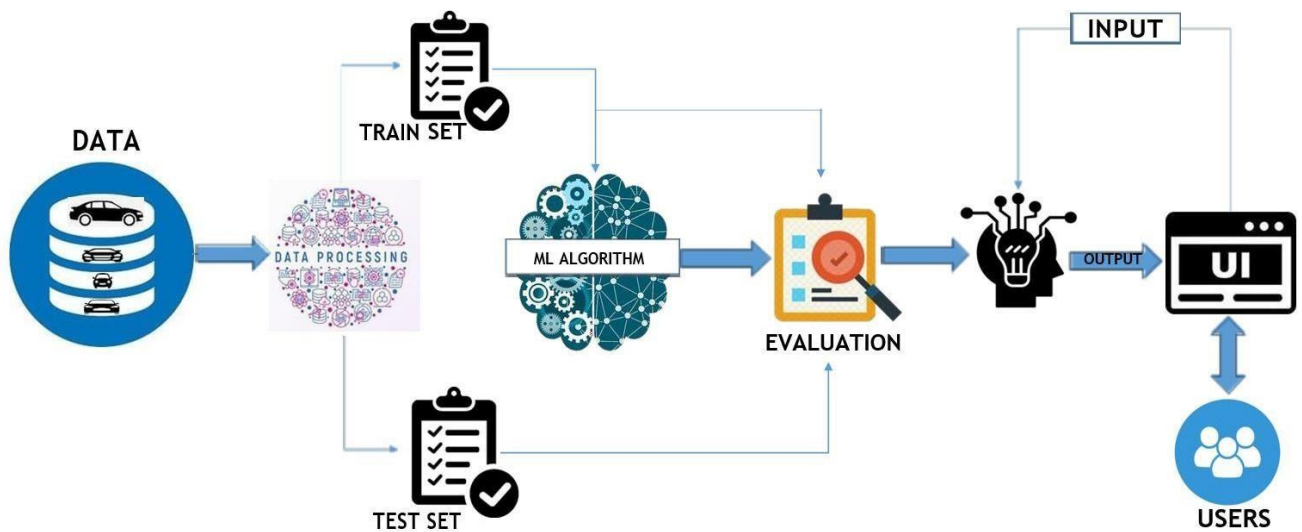 INPUT
TRAIN SET
DATA
DATA PROCESSING
ML ALGORITHM
OUTPUT
UI
EVALUATION
TEST SET
USERS